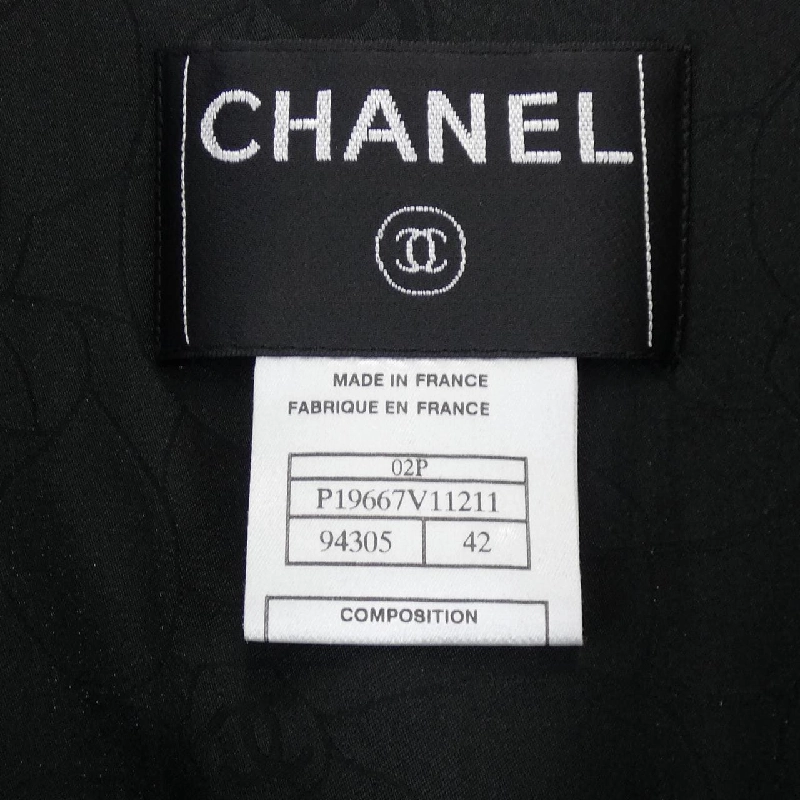 CHANEL
MADE IN FRANCE
FABRIQUE EN FRANCE
02P
P19667V11211
94305 42
COMPOSITION